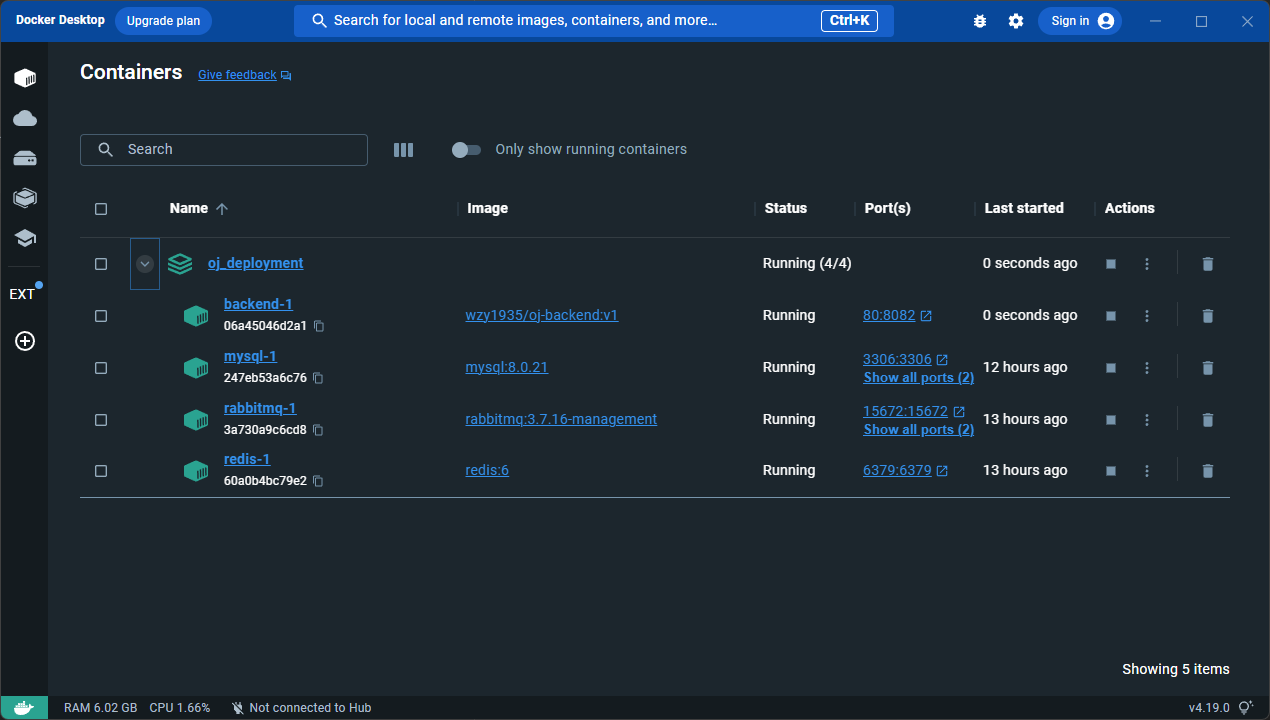 Docker Desktop Upgrade plan Search for local and remote images, containers, and more... Ctrl+K Sign in
Containers Give feedback
Search Only show running containers
Name Image Status Port(s) Last started Actions
oj_deployment Running (4/4) 0 seconds ago
EXT
backend-1
06a45046d2a1 wzy1935/oj-backend:v1 Running 80:8082 0 seconds ago
mysql-1
247eb53a6c76 mysql:8.0.21 Running 3306:3306 12 hours ago
Show all ports (2)
rabbitmq-1
3a730a9c6cd8 rabbitmq:3.7.16-management Running 15672:15672 13 hours ago
Show all ports (2)
redis-1
60a0b4bc79e2 redis:6 Running 6379:6379 13 hours ago
Showing 5 items
RAM 6.02 GB CPU 1.66% Not connected to Hub v4.19.0